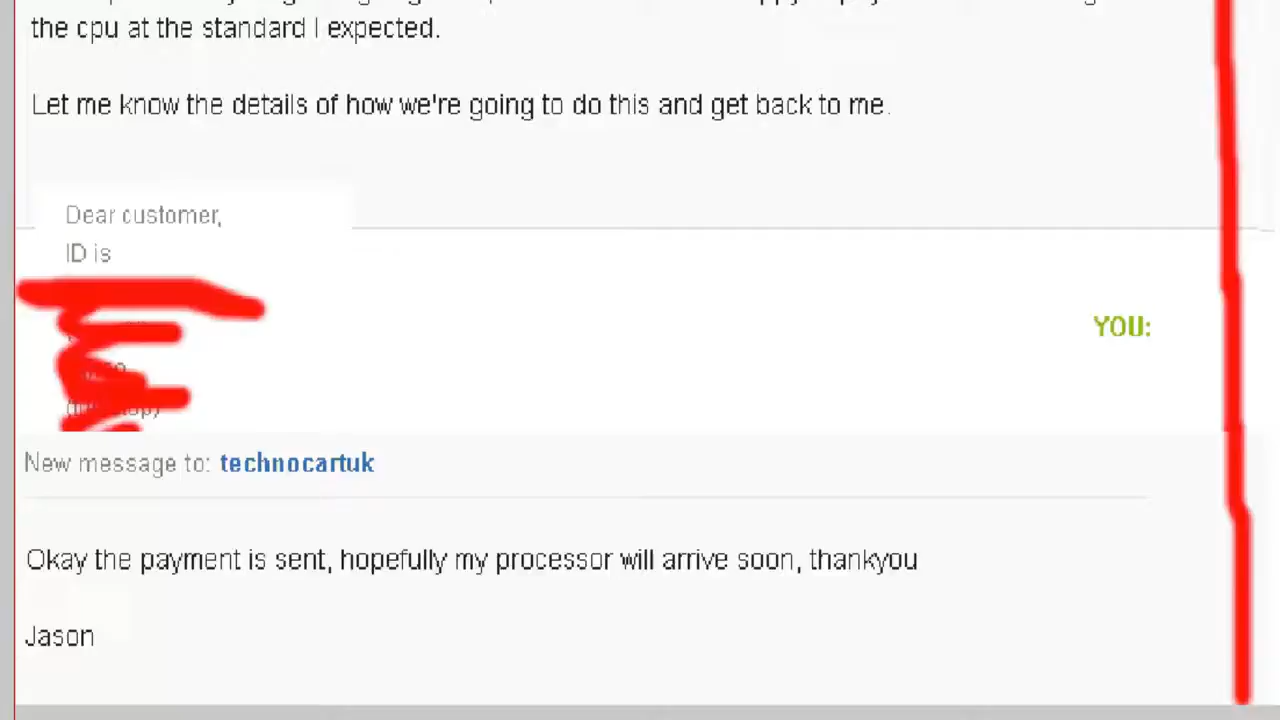 the cpu at the standard I expected.
Let me know the details of how we're going to do this and get back to me.
Dear customer,
ID is
YOU:
New message to: technocartuk
Okay the payment is sent, hopefully my processor will arrive soon, thankyou
Jason